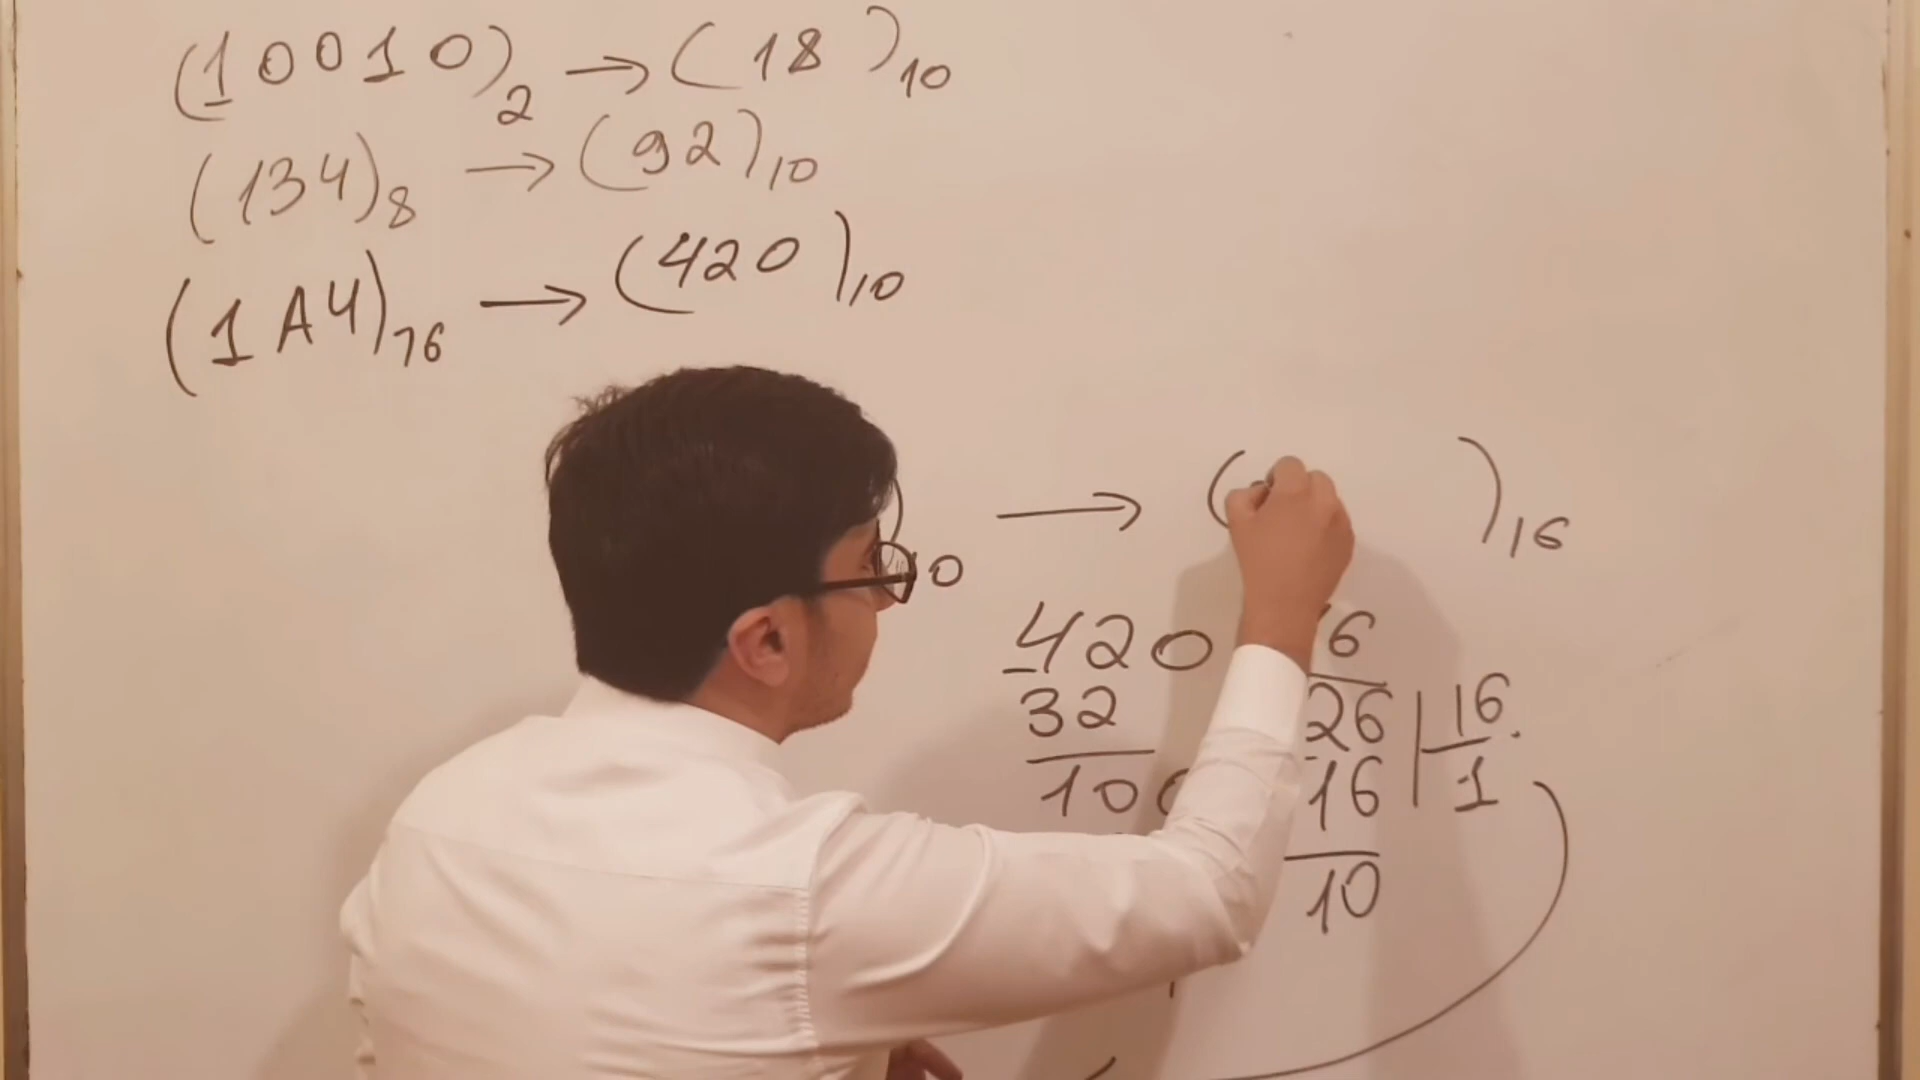 (10010)2 → (18)10
(134)8 → (92)10
(1A4)16 → (420)10
)10 → ( )16
420 16
32 26 16
100 16 1
10